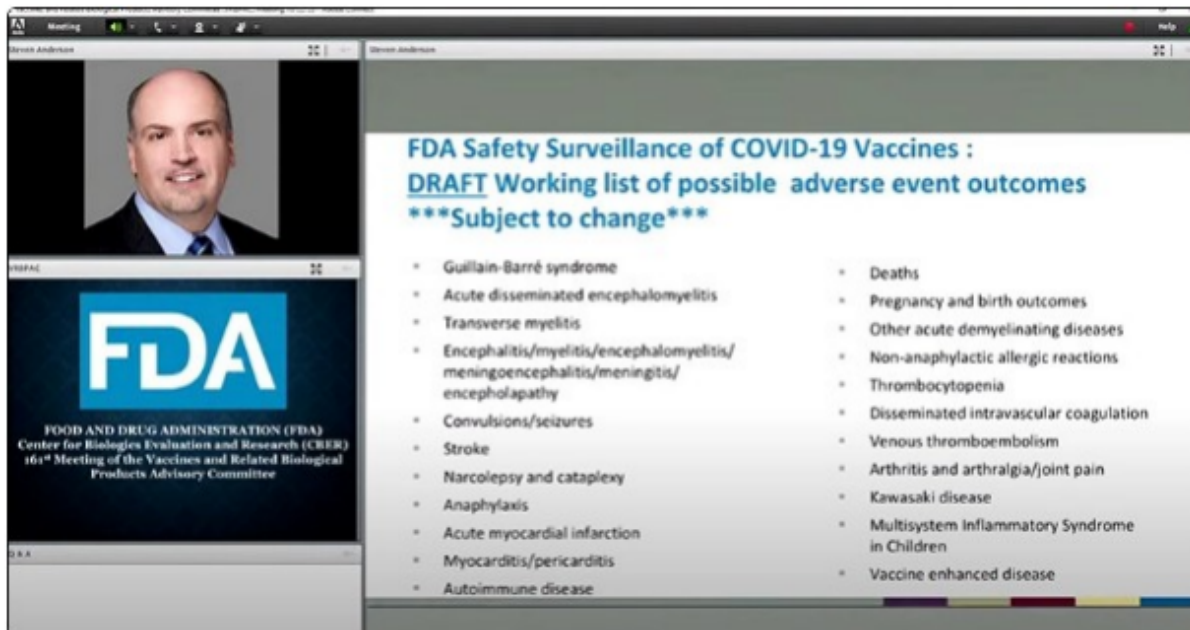 Meeting
Help
Steven Anderson
Steven Anderson
FDA Safety Surveillance of COVID-19 Vaccines :
DRAFT Working list of possible adverse event outcomes
***Subject to change***
Guillain-Barré syndrome
Acute disseminated encephalomyelitis
Transverse myelitis
Encephalitis/myelitis/encephalomyelitis/
meningoencephalitis/meningitis/
encepholapathy
Convulsions/seizures
Stroke
Narcolepsy and cataplexy
Anaphylaxis
Acute myocardial infarction
Myocarditis/pericarditis
Autoimmune disease
Deaths
Pregnancy and birth outcomes
Other acute demyelinating diseases
Non-anaphylactic allergic reactions
Thrombocytopenia
Disseminated intravascular coagulation
Venous thromboembolism
Arthritis and arthralgia/joint pain
Kawasaki disease
Multisystem Inflammatory Syndrome
in Children
Vaccine enhanced disease
VRBPAC
FDA
FOOD AND DRUG ADMINISTRATION (FDA)
Center for Biologics Evaluation and Research (CBER)
161st Meeting of the Vaccines and Related Biological
Products Advisory Committee
Q & A